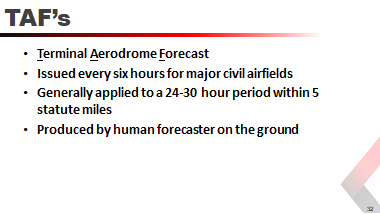 TAF's
• Terminal Aerodrome Forecast
• Issued every six hours for major civil airfields
• Generally applied to a 24-30 hour period within 5
statute miles
• Produced by human forecaster on the ground
32